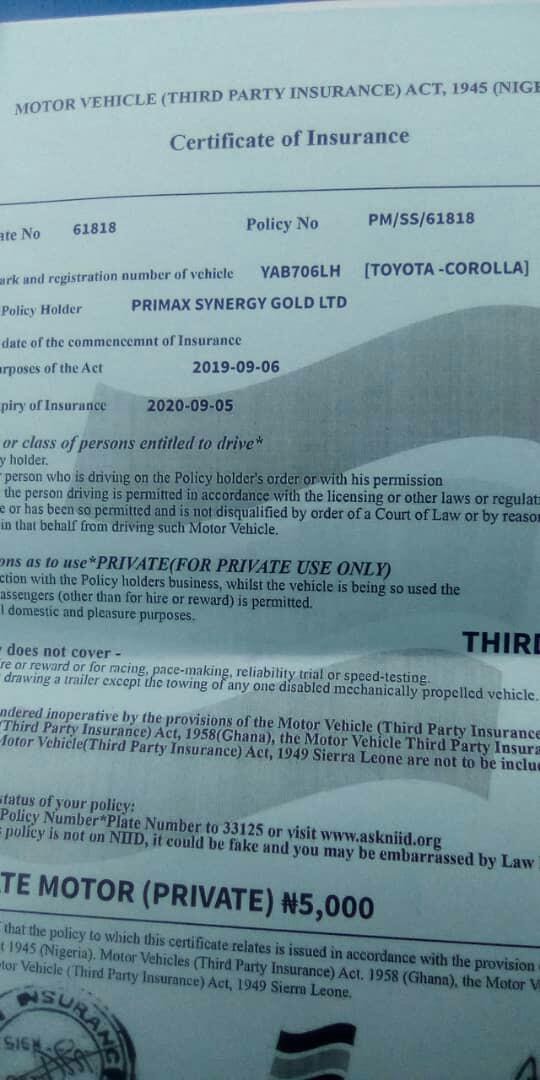 MOTOR VEHICLE (THIRD PARTY INSURANCE) ACT, 1945 (NIGE
Certificate of Insurance
ate No 61818 Policy No PM/SS/61818
ark and registration number of vehicle YAB706LH [TOYOTA -COROLLA]
Policy Holder PRIMAX SYNERGY GOLD LTD
date of the commencemnt of Insurance
urposes of the Act 2019-09-06
piry of Insurance 2020-09-05
or class of persons entitled to drive*
y holder.
person who is driving on the Policy holder's order or with his permission
the person driving is permitted in accordance with the licensing or other laws or regulati
e or has been so permitted and is not disqualified by order of a Court of Law or by reaso
in that behalf from driving such Motor Vehicle.
ons as to use*PRIVATE(FOR PRIVATE USE ONLY)
ction with the Policy holders business, whilst the vehicle is being so used the
assengers (other than for hire or reward) is permitted.
l domestic and pleasure purposes.
THIRD
y does not cover -
re or reward or for racing, pace-making, reliability trial or speed-testing.
drawing a trailer except the towing of any one disabled mechanically propelled vehicle.
ndered inoperative by the provisions of the Motor Vehicle (Third Party Insurance
(Third Party Insurance) Act, 1958(Ghana), the Motor Vehicle Third Party Insura
Motor Vehicle(Third Party Insurance) Act, 1949 Sierra Leone are not to be inclu
status of your policy:
Policy Number*Plate Number to 33125 or visit www.askniid.org
s policy is not on NIID, it could be fake and you may be embarrassed by Law
TE MOTOR (PRIVATE) ₦5,000
that the policy to which this certificate relates is issued in accordance with the provision
t 1945 (Nigeria). Motor Vehicles (Third Party Insurance) Act. 1958 (Ghana), the Motor V
tor Vehicle (Third Party Insurance) Act, 1949 Sierra Leone.
INSURANC
SIGN